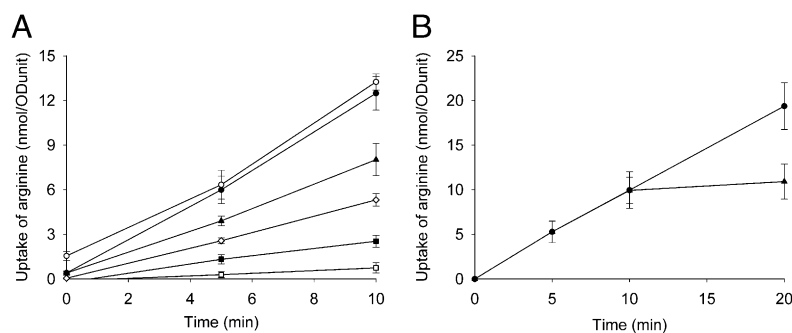 A
Uptake of arginine (nmol/ODunit)
15
12
9
6
3
0
0 2 4 6 8 10
Time (min)
B
Uptake of arginine (nmol/ODunit)
25
20
15
10
5
0
0 5 10 15 20
Time (min)